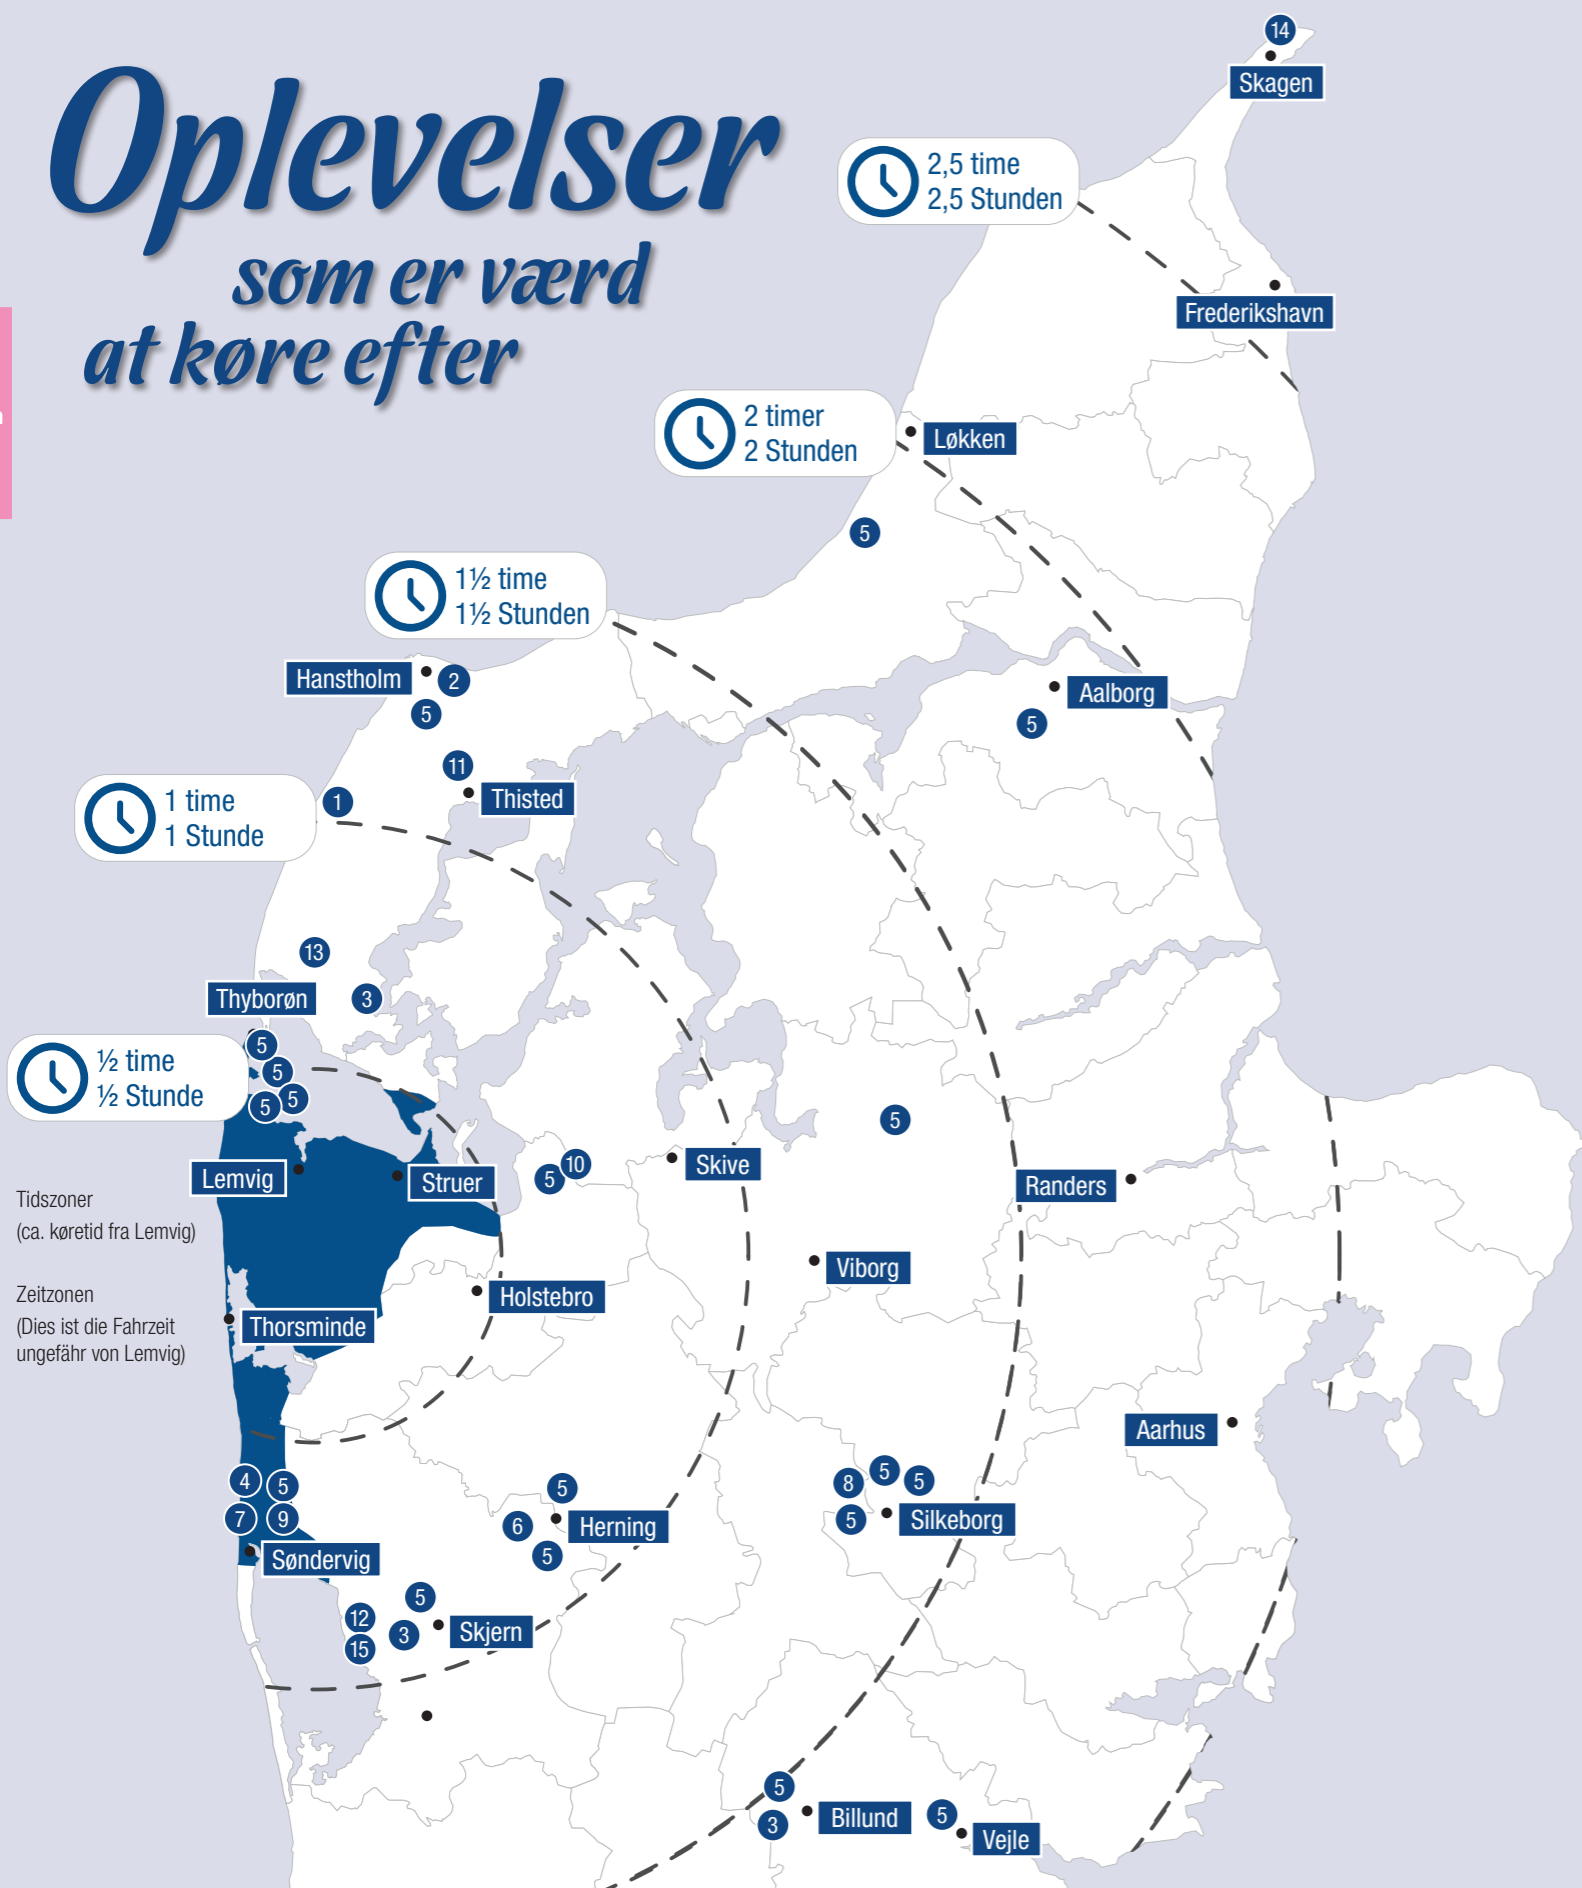 Oplevelser
som er værd
at køre efter
14
Skagen
2,5 time
2,5 Stunden
Frederikshavn
2 timer
2 Stunden
Løkken
5
1½ time
1½ Stunden
Hanstholm
2
5
Aalborg
5
11
Thisted
1 time
1 Stunde
1
13
Thyborøn
3
½ time
½ Stunde
5
5
5
5
5
Lemvig
Struer
5
10
Skive
Randers
Tidszoner
(ca. køretid fra Lemvig)
Viborg
Zeitzonen
(Dies ist die Fahrzeit
ungefähr von Lemvig)
Holstebro
Thorsminde
Aarhus
4
5
7
9
5
6
Herning
5
8
5
5
5
Silkeborg
Søndervig
5
12
3
15
Skjern
5
3
Billund
5
Vejle